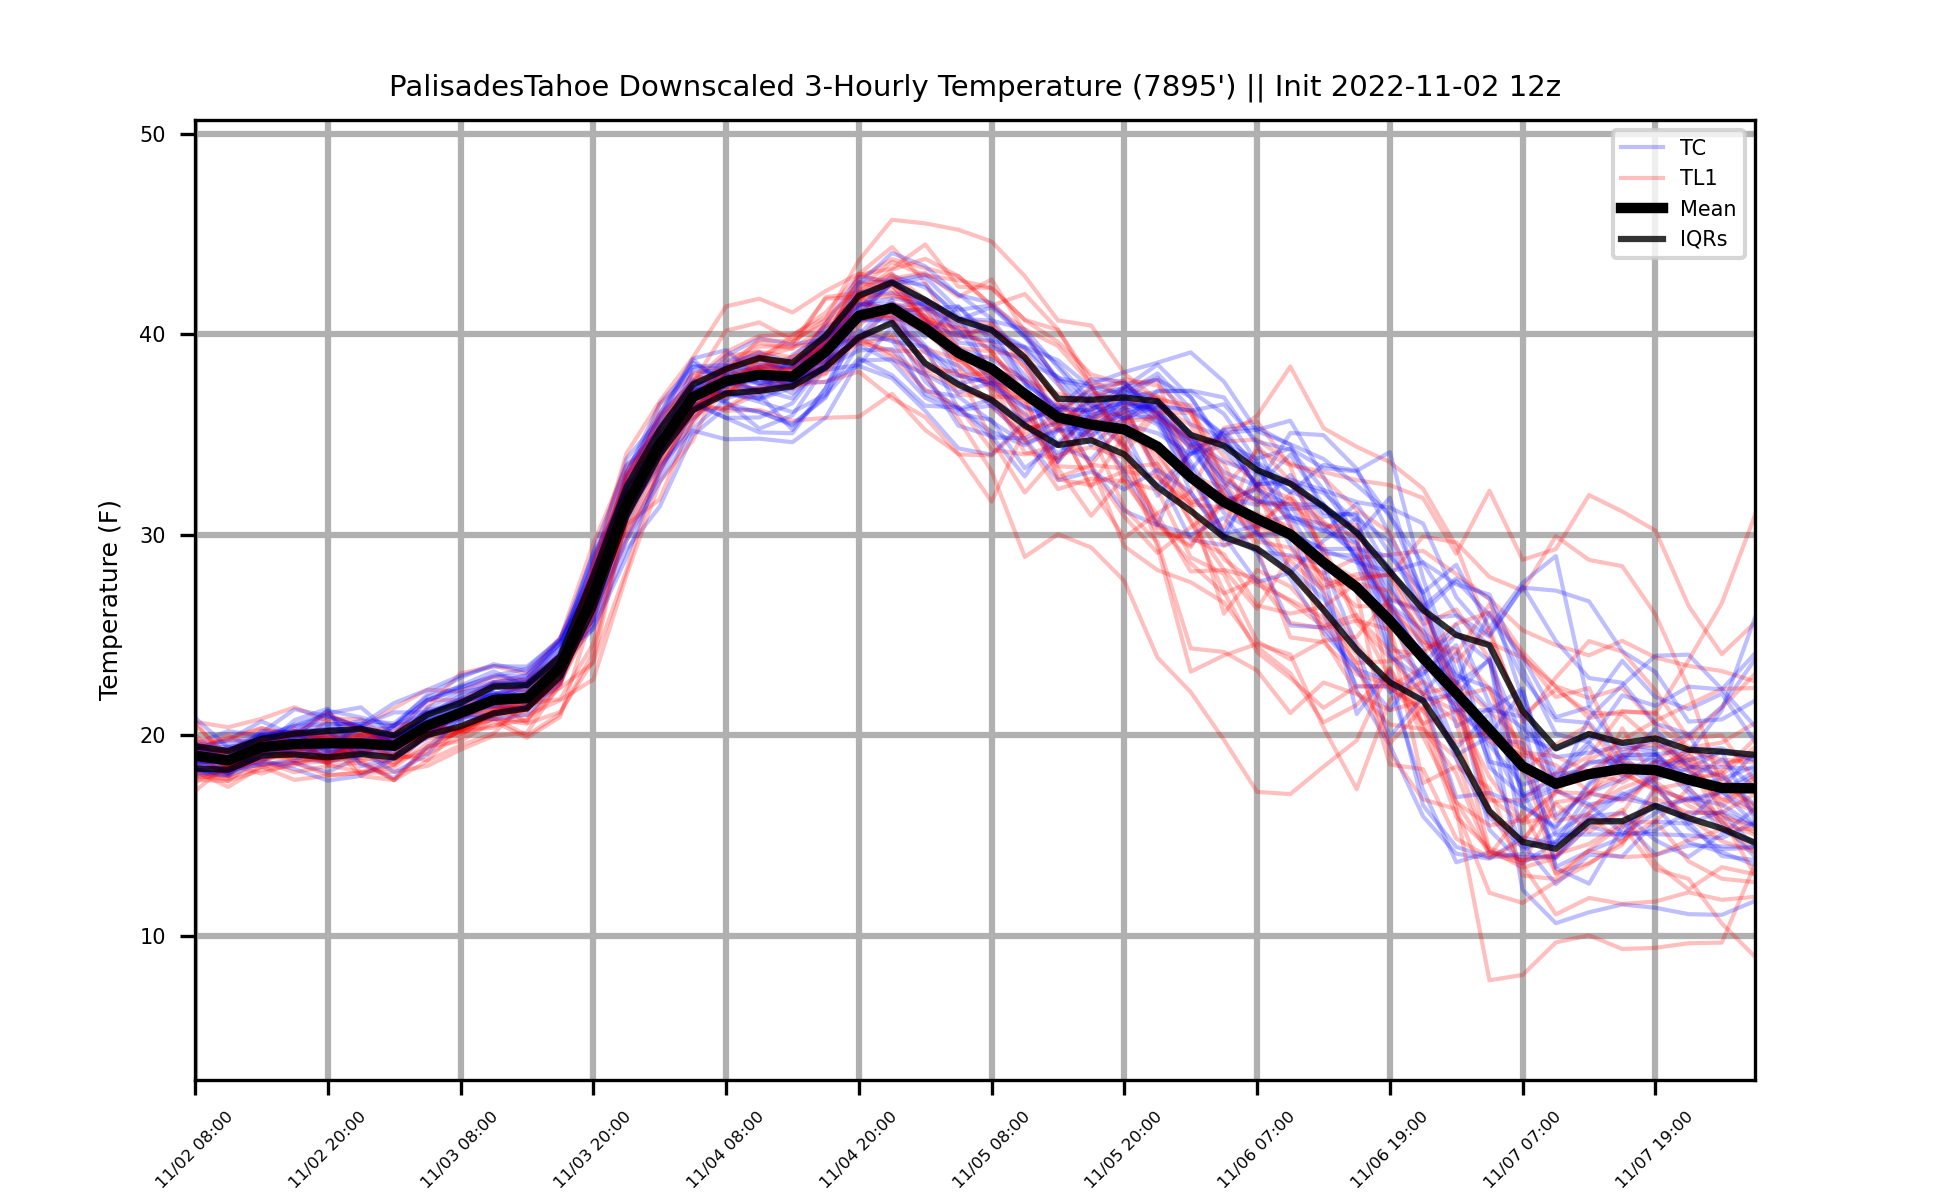 PalisadesTahoe Downscaled 3-Hourly Temperature (7895') || Init 2022-11-02 12z
TC
TL1
Mean
IQRs
Temperature (F)
50
40
30
20
10
11/02 08:00
11/02 20:00
11/03 08:00
11/03 20:00
11/04 08:00
11/04 20:00
11/05 08:00
11/05 20:00
11/06 07:00
11/06 19:00
11/07 07:00
11/07 19:00